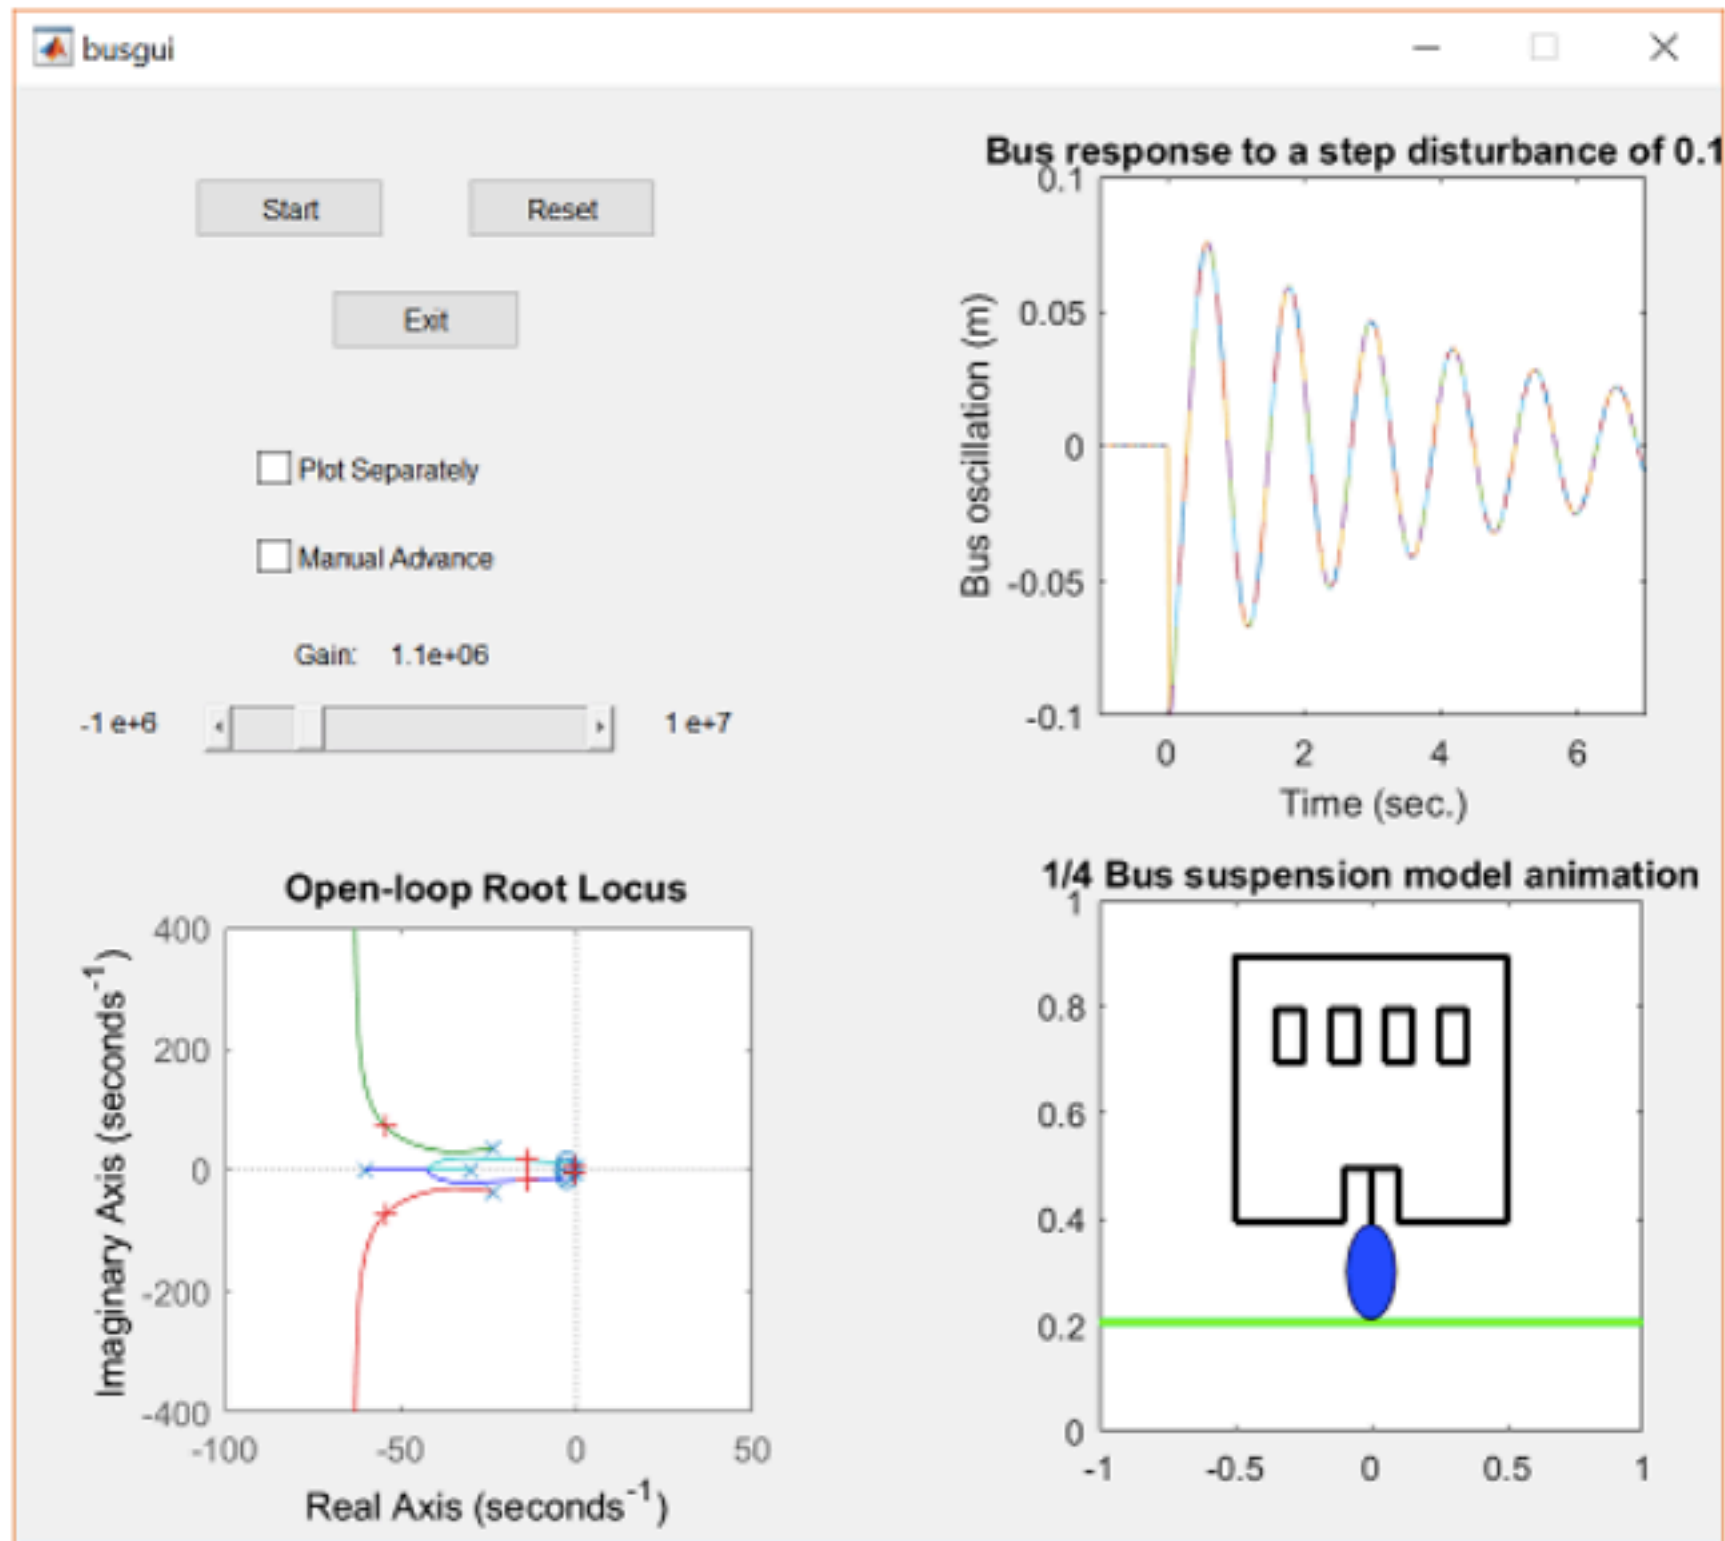 busgui
Start
Reset
Exit
Plot Separately
Manual Advance
Gain: 1.1e+06
-1 e+6
1 e+7
Bus response to a step disturbance of 0.1
0.1
0.05
0
-0.05
-0.1
Bus oscillation (m)
0 2 4 6
Time (sec.)
Open-loop Root Locus
400
200
0
-200
-400
Imaginary Axis (seconds⁻¹)
-100 -50 0 50
Real Axis (seconds⁻¹)
1/4 Bus suspension model animation
1
0.8
0.6
0.4
0.2
0
-1 -0.5 0 0.5 1